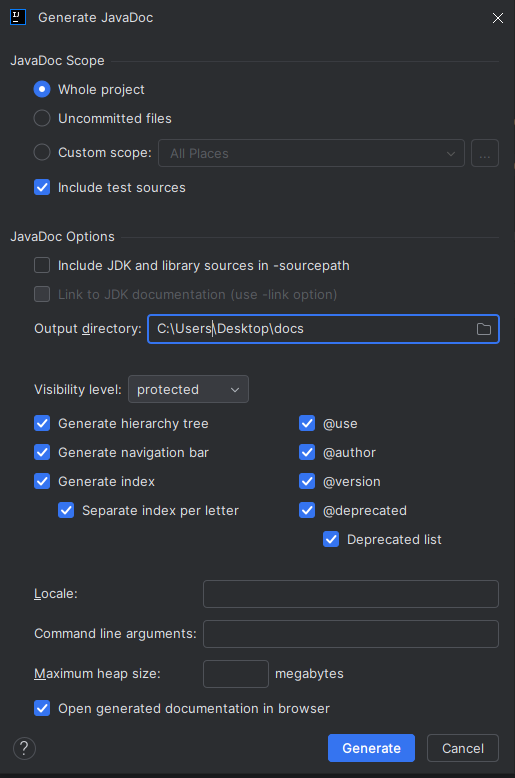 Generate JavaDoc
JavaDoc Scope
Whole project
Uncommitted files
Custom scope: All Places ...
Include test sources
JavaDoc Options
Include JDK and library sources in -sourcepath
Link to JDK documentation (use -link option)
Output directory: C:\Users\Desktop\docs
Visibility level: protected
Generate hierarchy tree @use
Generate navigation bar @author
Generate index @version
Separate index per letter @deprecated
Deprecated list
Locale:
Command line arguments:
Maximum heap size: megabytes
Open generated documentation in browser
? Generate Cancel